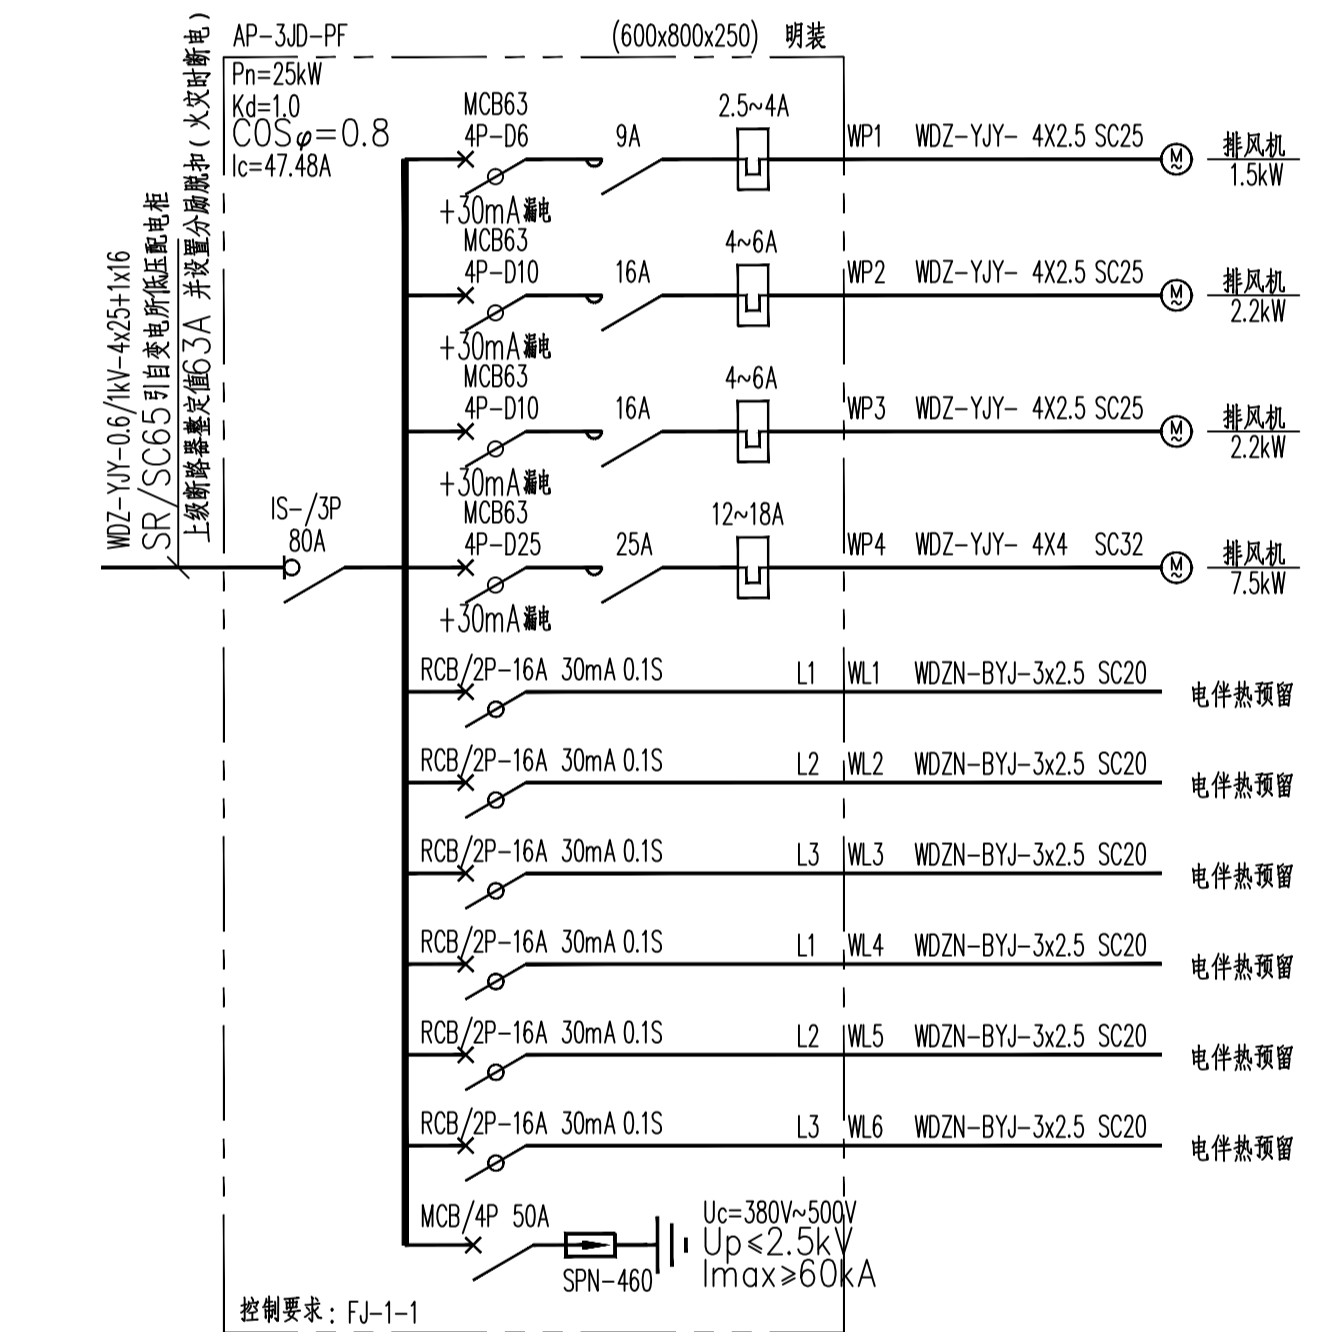 AP-3JD-PF (600x800x250) 明装
Pn=25kW
Kd=1.0
COSφ=0.8
Ic=47.48A
WDZ-YJY-0.6/1kV-4x25+1x16
SR/SC65引自变电所低压配电柜
上级断路器整定值63A 并设置分励脱扣(火灾时断电)
IS-/3P
80A
MCB63 2.5~4A
4P-D6 9A WP1 WDZ-YJY- 4X2.5 SC25 M~ 排风机
1.5kW
+30mA漏电
MCB63 4~6A
4P-D10 16A WP2 WDZ-YJY- 4X2.5 SC25 M~ 排风机
2.2kW
+30mA漏电
MCB63 4~6A
4P-D10 16A WP3 WDZ-YJY- 4X2.5 SC25 M~ 排风机
2.2kW
+30mA漏电
MCB63 12~18A
4P-D25 25A WP4 WDZ-YJY- 4X4 SC32 M~ 排风机
7.5kW
+30mA漏电
RCB/2P-16A 30mA 0.1S L1 WL1 WDZN-BYJ-3x2.5 SC20 电伴热预留
RCB/2P-16A 30mA 0.1S L2 WL2 WDZN-BYJ-3x2.5 SC20 电伴热预留
RCB/2P-16A 30mA 0.1S L3 WL3 WDZN-BYJ-3x2.5 SC20 电伴热预留
RCB/2P-16A 30mA 0.1S L1 WL4 WDZN-BYJ-3x2.5 SC20 电伴热预留
RCB/2P-16A 30mA 0.1S L2 WL5 WDZN-BYJ-3x2.5 SC20 电伴热预留
RCB/2P-16A 30mA 0.1S L3 WL6 WDZN-BYJ-3x2.5 SC20 电伴热预留
MCB/4P 50A Uc=380V~500V
Up≤2.5kV
SPN-460 Imax≥60kA
控制要求: FJ-1-1